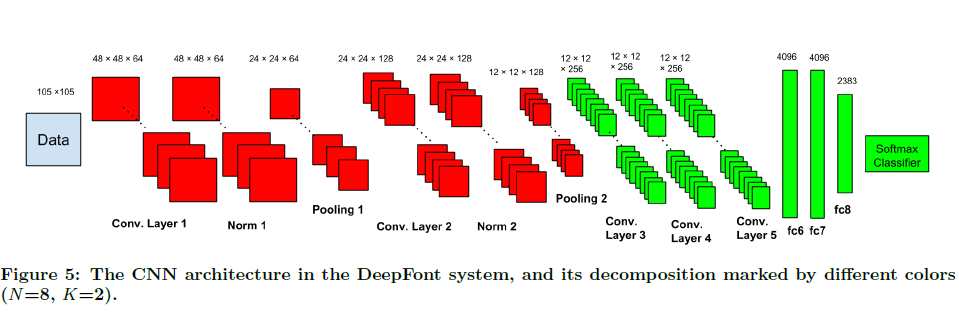 48 × 48 × 64
48 × 48 × 64
24 × 24 × 64
24 × 24 × 128
24 × 24 × 128
12 × 12 × 128
12 × 12
× 256
12 × 12
× 256
12 × 12
× 256
4096
4096
2383
105 ×105
Data
Softmax
Classifier
Conv. Layer 1
Norm 1
Pooling 1
Conv. Layer 2
Norm 2
Pooling 2
Conv.
Layer 3
Conv.
Layer 4
Conv.
Layer 5
fc6
fc7
fc8
Figure 5: The CNN architecture in the DeepFont system, and its decomposition marked by different colors
(N=8, K=2).